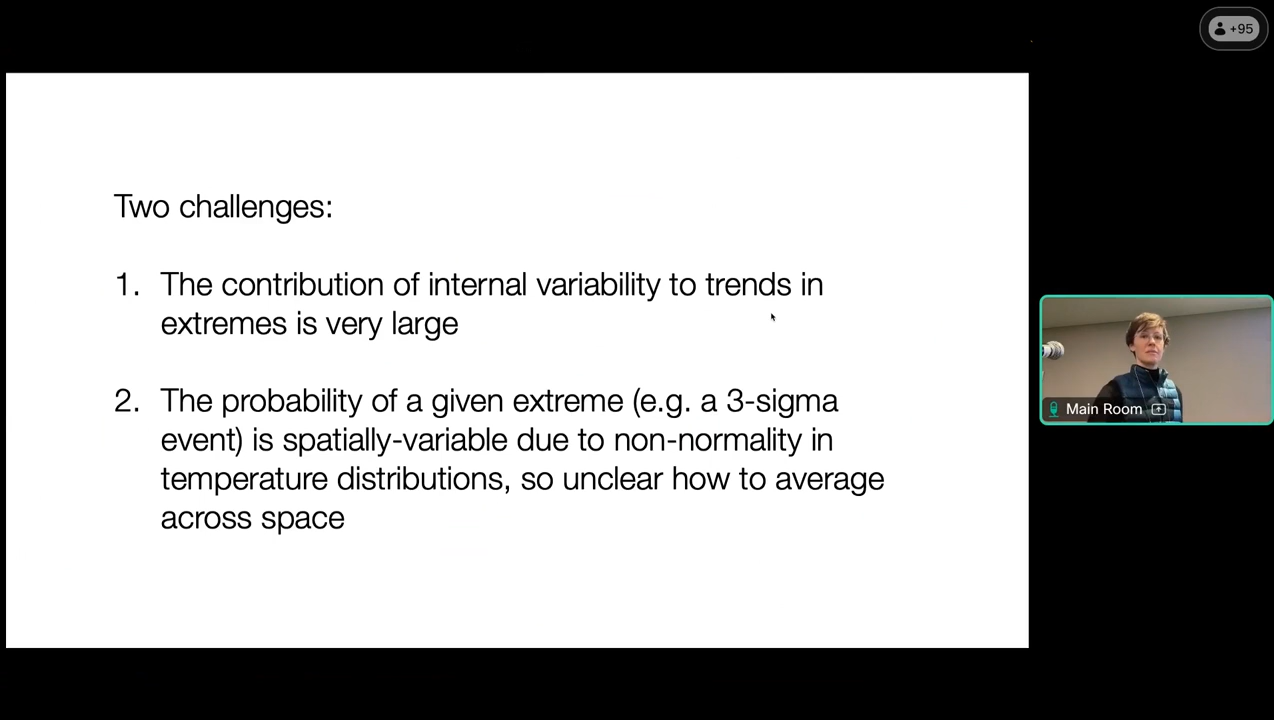 +95
Two challenges:
1. The contribution of internal variability to trends in
extremes is very large
2. The probability of a given extreme (e.g. a 3-sigma
event) is spatially-variable due to non-normality in
temperature distributions, so unclear how to average
across space
Main Room